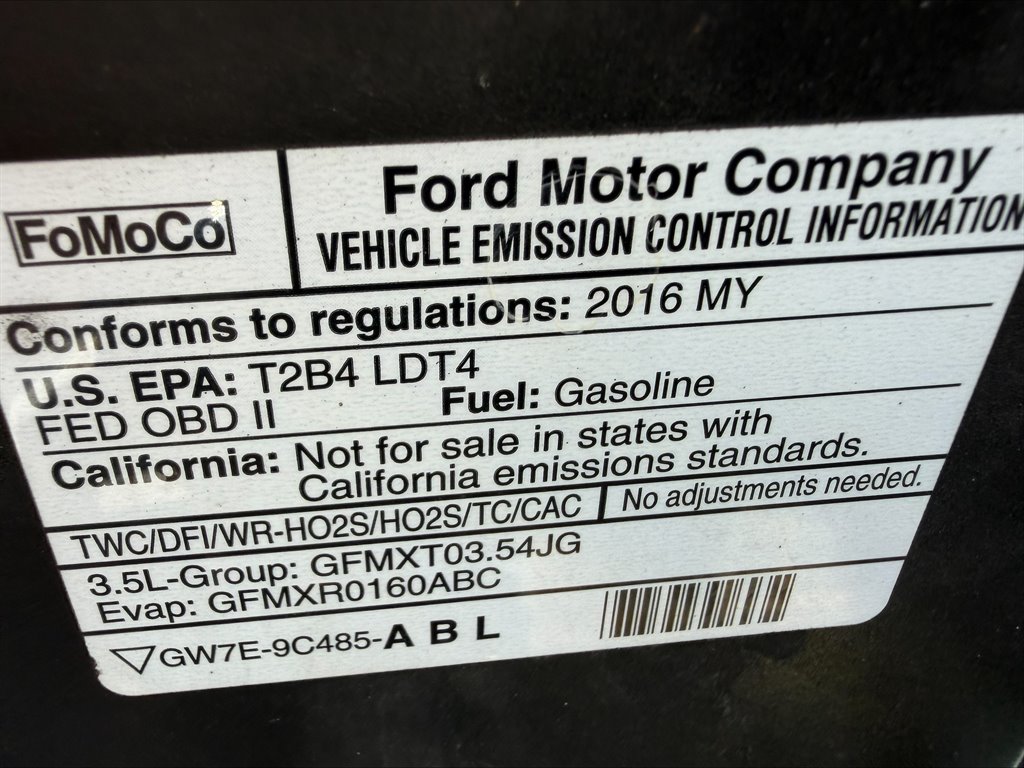 FoMoCo
Ford Motor Company
VEHICLE EMISSION CONTROL INFORMATION
Conforms to regulations: 2016 MY
U.S. EPA: T2B4 LDT4
FED OBD II Fuel: Gasoline
California: Not for sale in states with
California emissions standards.
TWC/DFI/WR-HO2S/HO2S/TC/CAC No adjustments needed.
3.5L-Group: GFMXT03.54JG
Evap: GFMXR0160ABC
GW7E-9C485-A B L